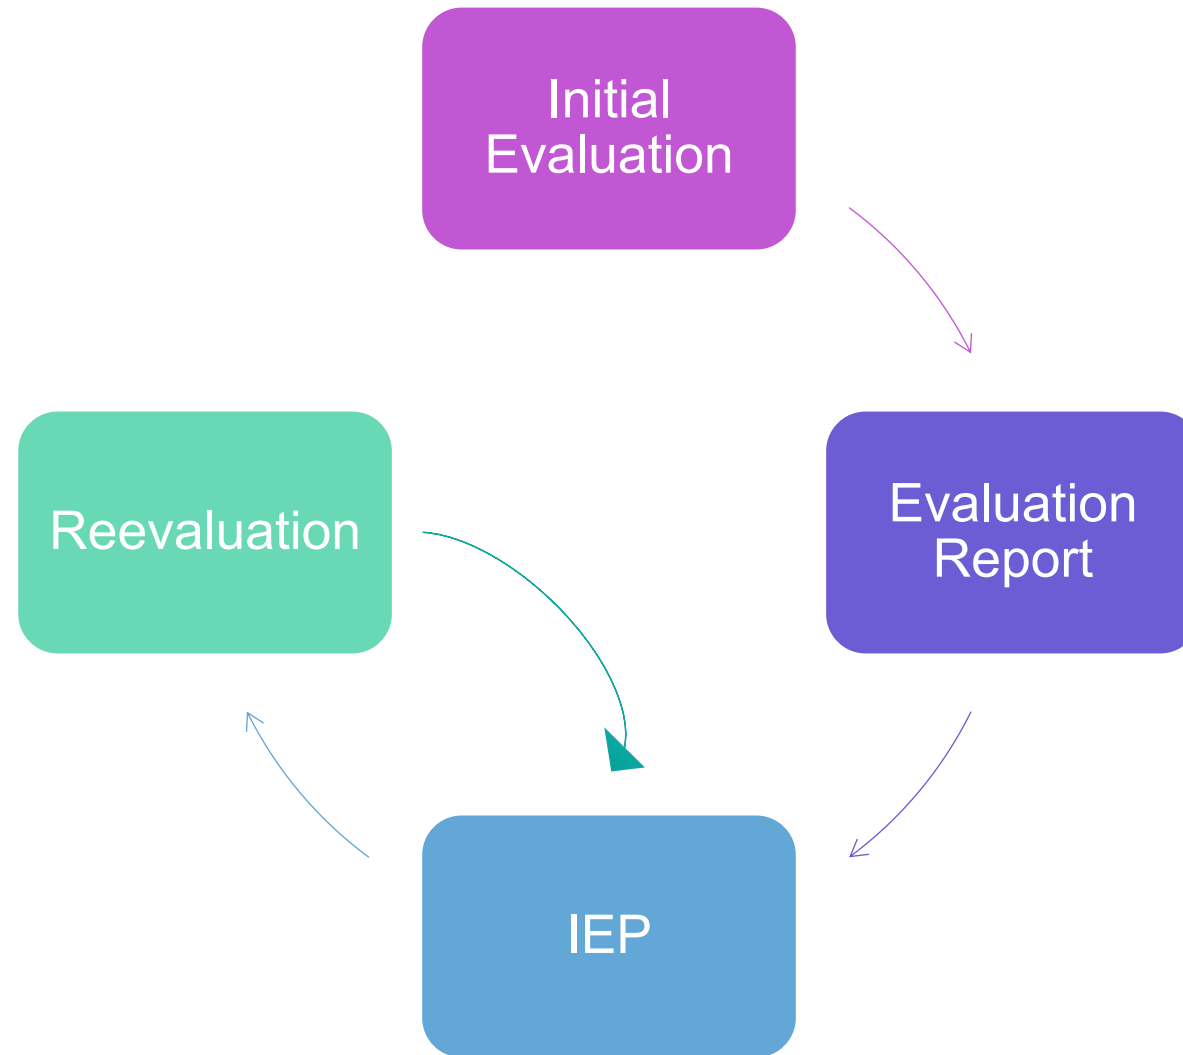 Initial
Evaluation
Evaluation
Report
IEP
Reevaluation